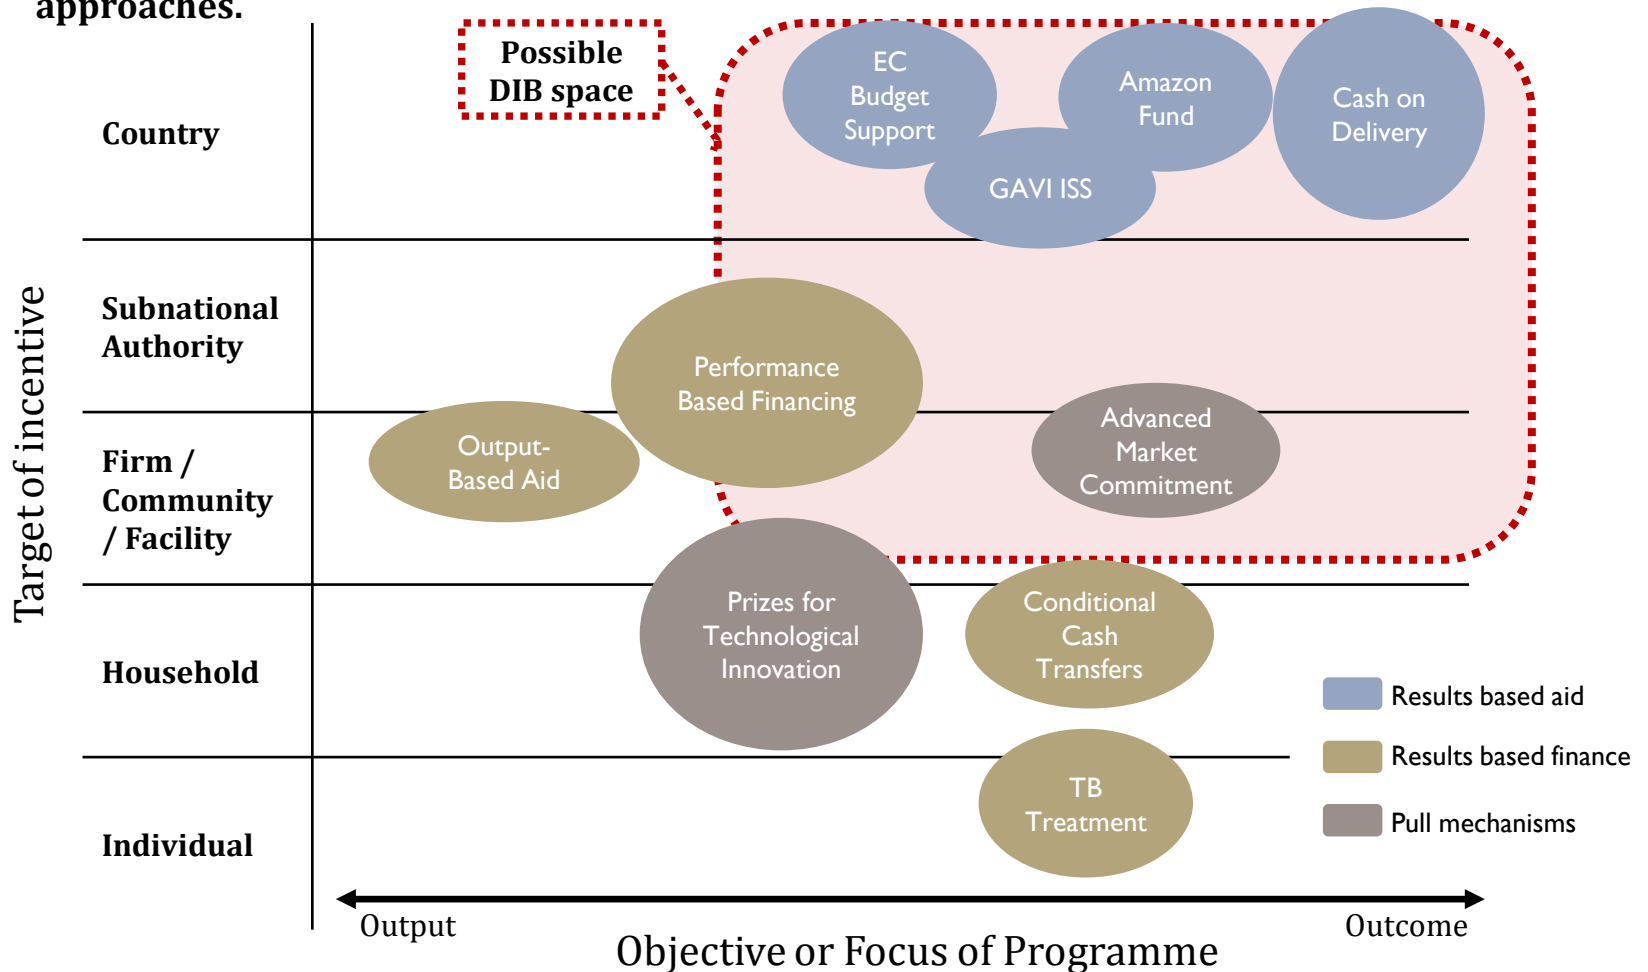 approaches.
Possible
DIB space
EC
Budget
Support
Amazon
Fund
Cash on
Delivery
GAVI ISS
Country
Subnational
Authority
Performance
Based Financing
Advanced
Market
Commitment
Output-
Based Aid
Firm /
Community
/ Facility
Target of incentive
Prizes for
Technological
Innovation
Conditional
Cash
Transfers
Household
Results based aid
Results based finance
Pull mechanisms
TB
Treatment
Individual
Output
Outcome
Objective or Focus of Programme